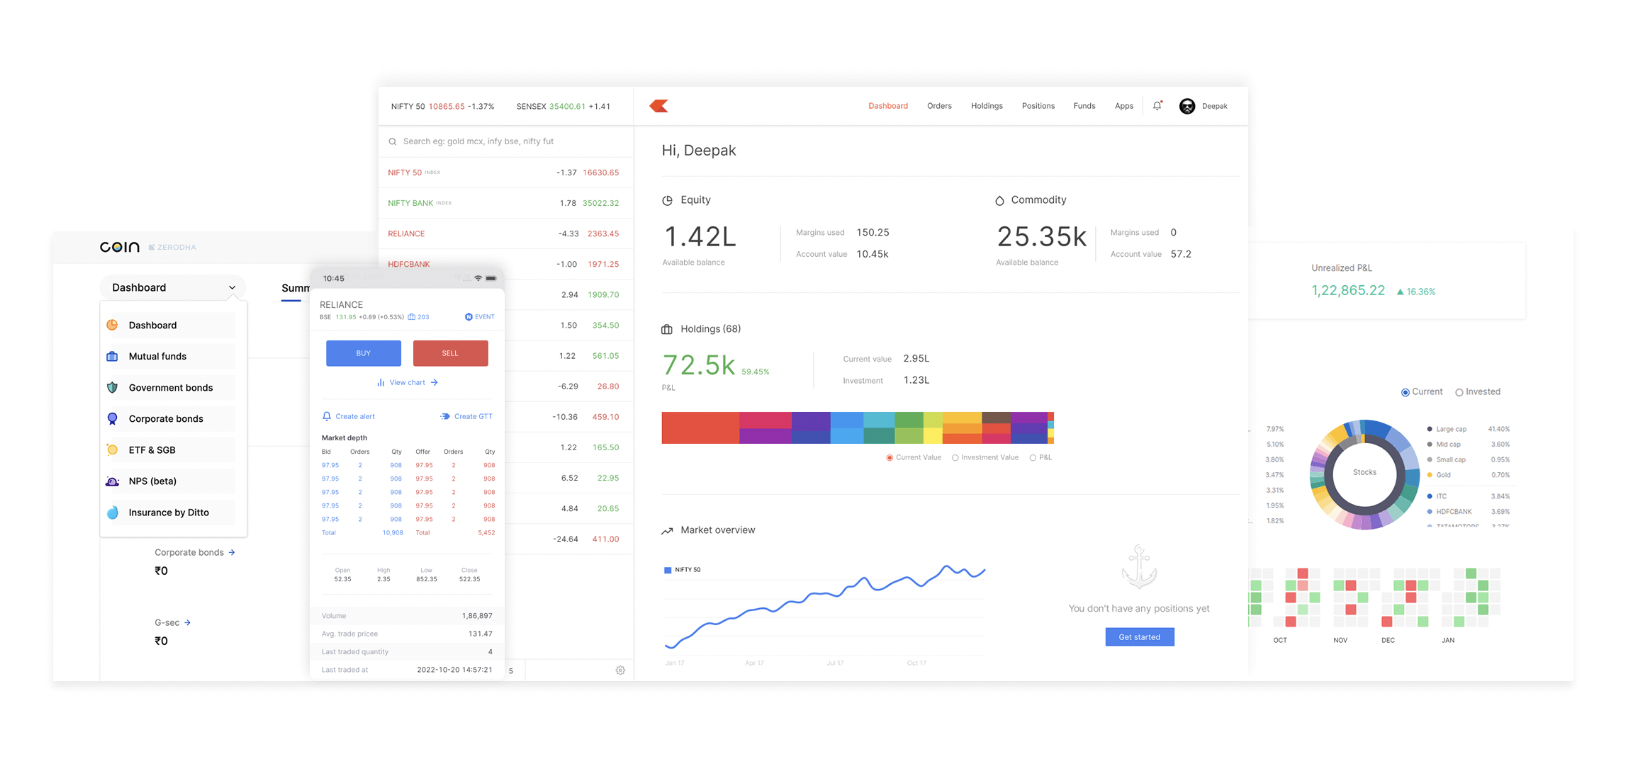 NIFTY 50 10865.65 -1.37% SENSEX 35400.61 +1.41
Dashboard Orders Holdings Positions Funds Apps Deepak
Search eg: gold mcx, infy bse, nifty fut
NIFTY 50 INDEX -1.37 16630.65
NIFTY BANK INDEX 1.78 35022.32
RELIANCE -4.33 2363.45
HDFCBANK -1.00 1971.25
2.94 1909.70
1.50 354.50
1.22 561.05
-6.29 26.80
-10.36 459.10
1.22 165.50
6.52 22.95
4.84 20.65
-24.64 411.00
5
Hi, Deepak
Equity
1.42L
Available balance
Margins used 150.25
Account value 10.45k
Commodity
25.35k
Available balance
Margins used 0
Account value 57.2
Holdings (68)
72.5k 59.45%
P&L
Current value 2.95L
Investment 1.23L
Current Value Investment Value P&L
Market overview
NIFTY 50
Jan 17 Apr 17 Jul 17 Oct 17
You don't have any positions yet
Get started
COIN ZERODHA
Dashboard
Summ
Dashboard
Mutual funds
Government bonds
Corporate bonds
ETF & SGB
NPS (beta)
Insurance by Ditto
Corporate bonds →
₹0
G-sec →
₹0
10:45
RELIANCE
BSE 131.95 +0.69 (+0.53%) 203 EVENT
BUY SELL
View chart →
Create alert Create GTT
Market depth
Bid Orders Qty Offer Orders Qty
97.95 2 908 97.95 2 908
97.95 2 908 97.95 2 908
97.95 2 908 97.95 2 908
97.95 2 908 97.95 2 908
97.95 2 908 97.95 2 908
Total 10,908 Total 5,452
Open High Low Close
52.35 2.35 852.35 522.35
Volume 1,86,897
Avg. trade pricee 131.47
Last traded quantity 4
Last traded at 2022-10-20 14:57:21
Unrealized P&L
1,22,865.22 ▲ 16.36%
Current Invested
7.97%
5.10%
3.80%
3.47%
3.31%
1.95%
1.82%
Stocks
Large cap 41.40%
Mid cap 3.60%
Small cap 0.95%
Gold 0.70%
ITC 3.84%
HDFCBANK 3.69%
TATAMOTORS 3.27%
OCT NOV DEC JAN